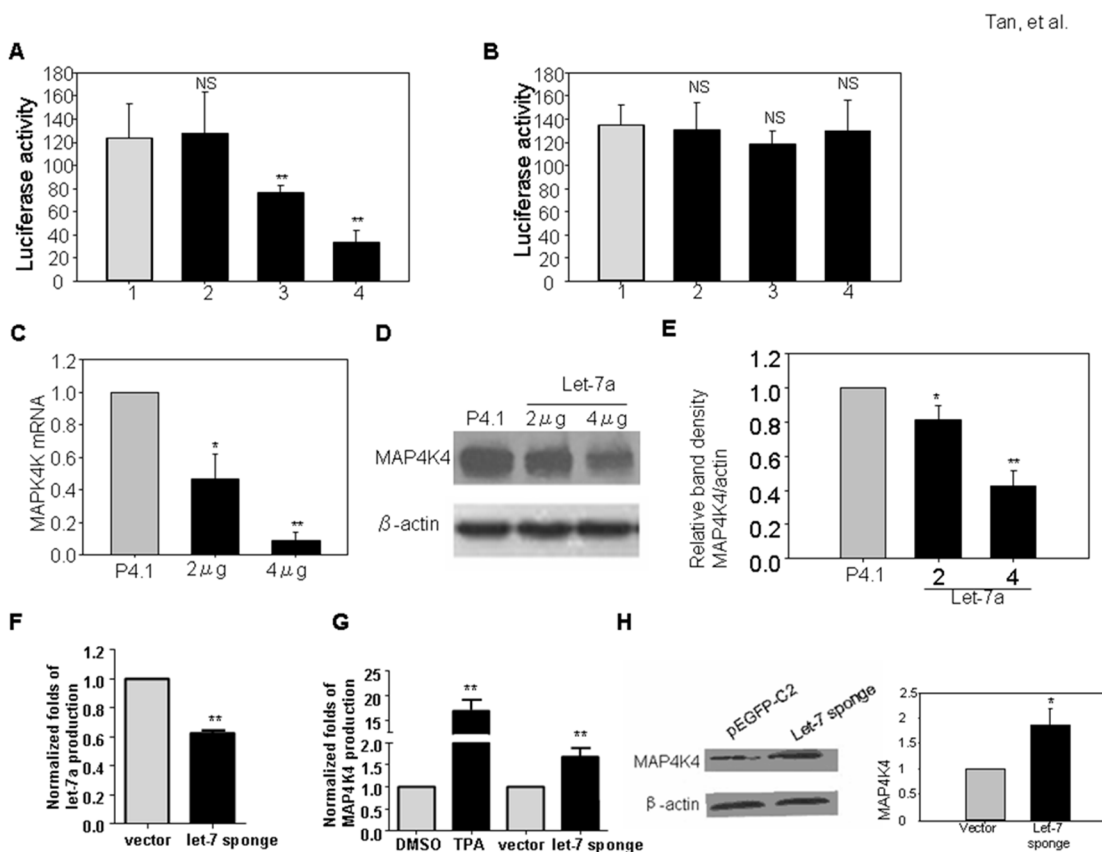 Tan, et al.
A
Luciferase activity
180
160
140
120
100
80
60
40
20
0
NS
**
**
1 2 3 4
B
Luciferase activity
180
160
140
120
100
80
60
40
20
0
NS
NS
NS
1 2 3 4
C
MAPK4K mRNA
1.2
1.0
0.8
0.6
0.4
0.2
0.0
*
**
P4.1 2μg 4μg
D
Let-7a
P4.1 2μg 4μg
MAP4K4
β-actin
E
Relative band density
MAP4K4/actin
1.2
1.0
0.8
0.6
0.4
0.2
0.0
*
**
P4.1 2 4
Let-7a
F
Normalized folds of
let-7a production
1.2
1.0
0.8
0.6
0.4
0.2
0.0
**
vector let-7 sponge
G
Normalized folds of
MAP4K4 production
25
20
15
10
2.0
1.5
1.0
0.5
0.0
**
**
DMSO TPA vector let-7 sponge
H
pEGFP-C2 Let-7 sponge
MAP4K4
β-actin
MAP4K4
2.5
2
1.5
1
0.5
0
*
Vector Let-7
sponge